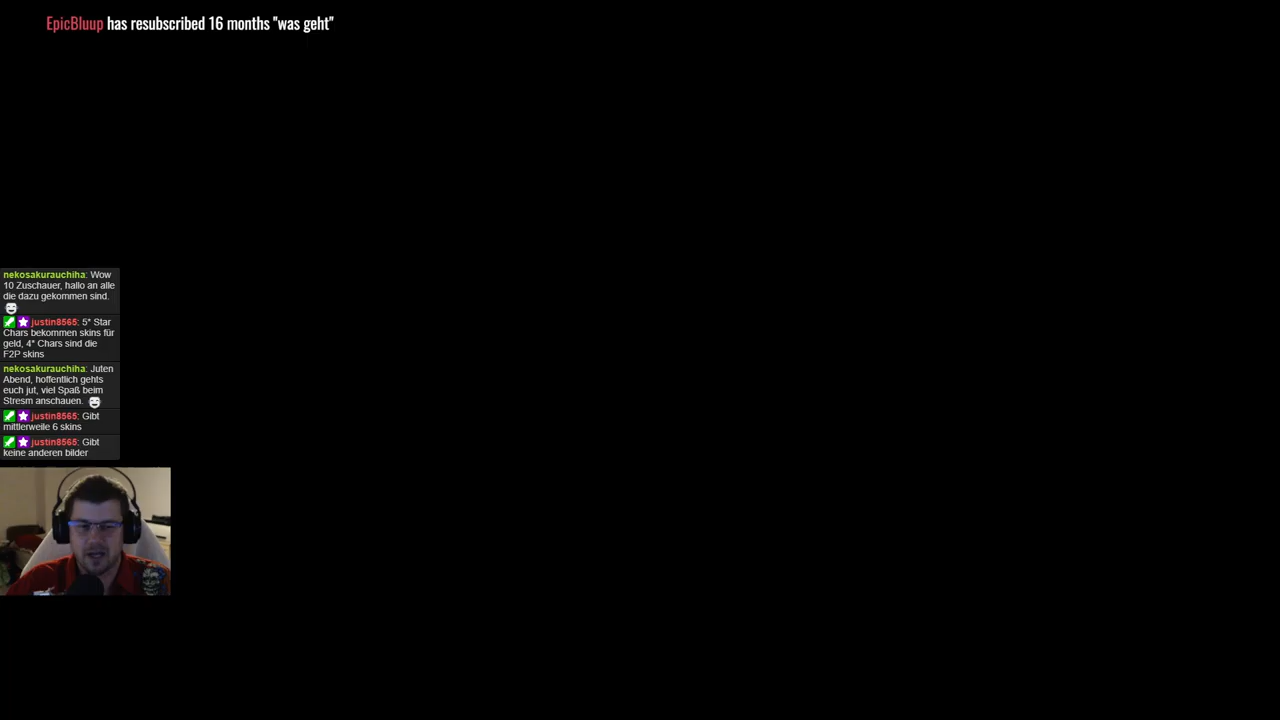 EpicBluup has resubscribed 16 months "was geht"
nekosakurauchiha: Wow
10 Zuschauer, hallo an alle
die dazu gekommen sind.
justin8565: 5* Star
Chars bekommen skins für
geld, 4* Chars sind die
F2P skins
nekosakurauchiha: Juten
Abend, hoffentlich gehts
euch jut, viel Spaß beim
Stresm anschauen.
justin8565: Gibt
mittlerweile 6 skins
justin8565: Gibt
keine anderen bilder